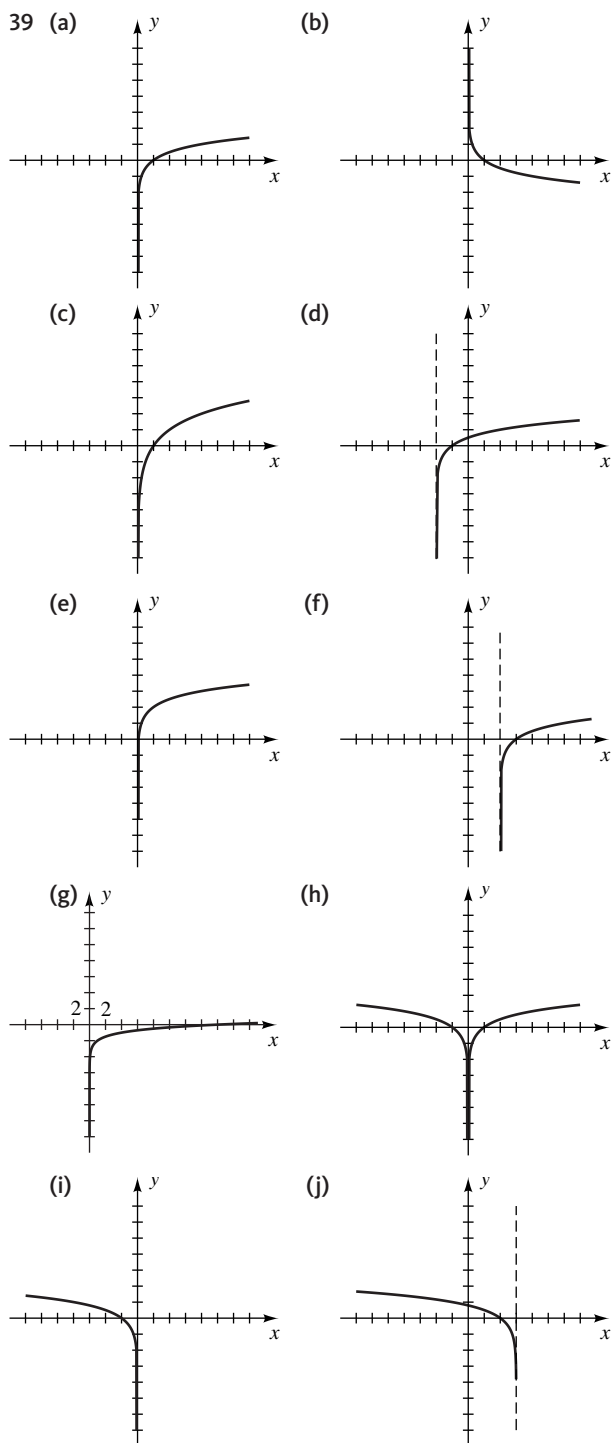 39 (a) y (b) y
x x
(c) y (d) y
x x
(e) y (f) y
x x
(g) y (h) y
2 2
x x
(i) y (j) y
x x